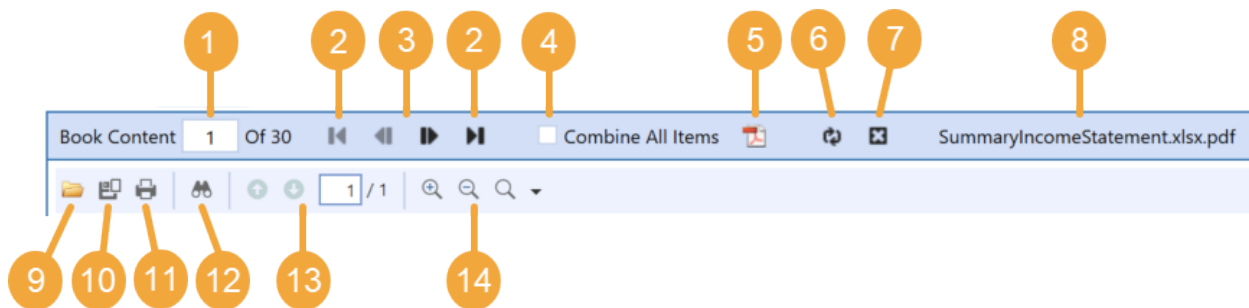 1 2 3 2 4 5 6 7 8
Book Content 1 Of 30 Combine All Items SummaryIncomeStatement.xlsx.pdf
1 / 1
9 10 11 12 13 14